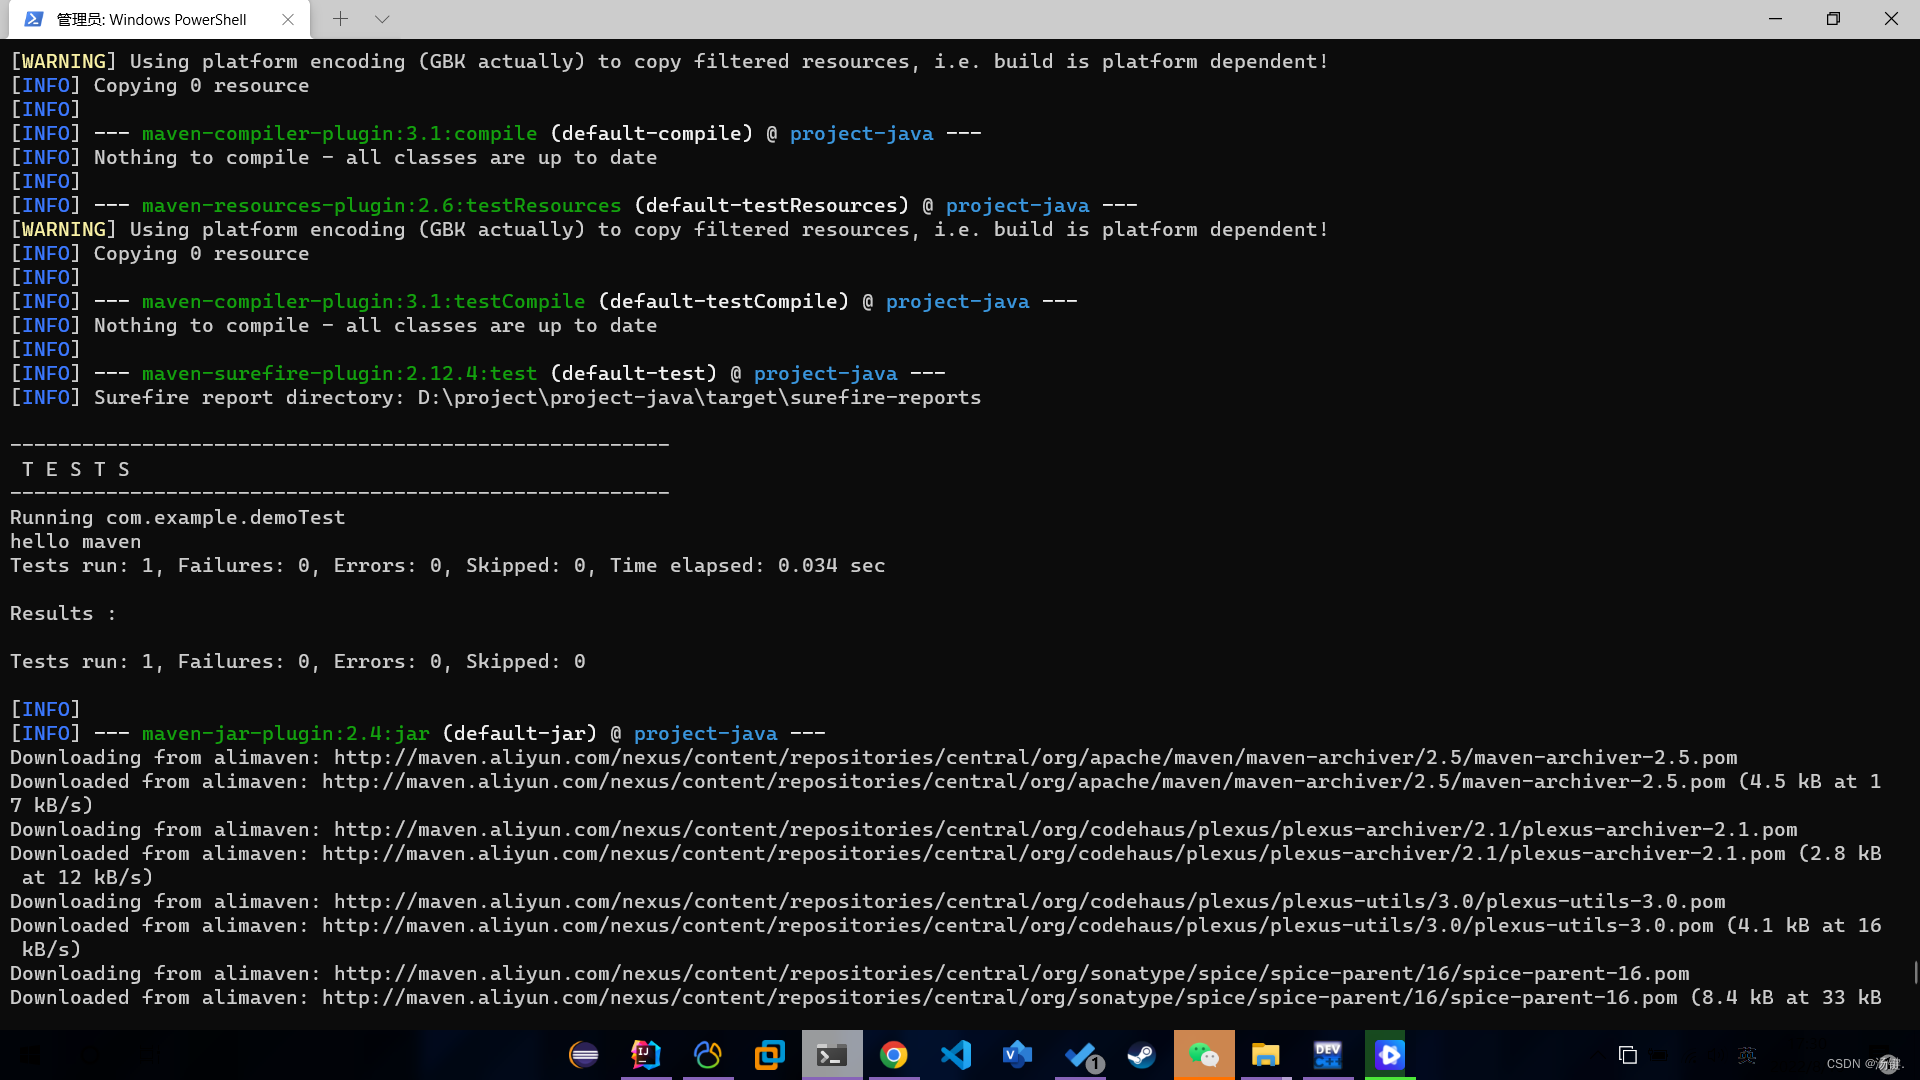 管理员: Windows PowerShell
[WARNING] Using platform encoding (GBK actually) to copy filtered resources, i.e. build is platform dependent!
[INFO] Copying 0 resource
[INFO]
[INFO] --- maven-compiler-plugin:3.1:compile (default-compile) @ project-java ---
[INFO] Nothing to compile - all classes are up to date
[INFO]
[INFO] --- maven-resources-plugin:2.6:testResources (default-testResources) @ project-java ---
[WARNING] Using platform encoding (GBK actually) to copy filtered resources, i.e. build is platform dependent!
[INFO] Copying 0 resource
[INFO]
[INFO] --- maven-compiler-plugin:3.1:testCompile (default-testCompile) @ project-java ---
[INFO] Nothing to compile - all classes are up to date
[INFO]
[INFO] --- maven-surefire-plugin:2.12.4:test (default-test) @ project-java ---
[INFO] Surefire report directory: D:\project\project-java\target\surefire-reports
-------------------------------------------------------
 T E S T S
-------------------------------------------------------
Running com.example.demoTest
hello maven
Tests run: 1, Failures: 0, Errors: 0, Skipped: 0, Time elapsed: 0.034 sec
Results :
Tests run: 1, Failures: 0, Errors: 0, Skipped: 0
[INFO]
[INFO] --- maven-jar-plugin:2.4:jar (default-jar) @ project-java ---
Downloading from alimaven: http://maven.aliyun.com/nexus/content/repositories/central/org/apache/maven/maven-archiver/2.5/maven-archiver-2.5.pom
Downloaded from alimaven: http://maven.aliyun.com/nexus/content/repositories/central/org/apache/maven/maven-archiver/2.5/maven-archiver-2.5.pom (4.5 kB at 1
7 kB/s)
Downloading from alimaven: http://maven.aliyun.com/nexus/content/repositories/central/org/codehaus/plexus/plexus-archiver/2.1/plexus-archiver-2.1.pom
Downloaded from alimaven: http://maven.aliyun.com/nexus/content/repositories/central/org/codehaus/plexus/plexus-archiver/2.1/plexus-archiver-2.1.pom (2.8 kB
 at 12 kB/s)
Downloading from alimaven: http://maven.aliyun.com/nexus/content/repositories/central/org/codehaus/plexus/plexus-utils/3.0/plexus-utils-3.0.pom
Downloaded from alimaven: http://maven.aliyun.com/nexus/content/repositories/central/org/codehaus/plexus/plexus-utils/3.0/plexus-utils-3.0.pom (4.1 kB at 16
 kB/s)
Downloading from alimaven: http://maven.aliyun.com/nexus/content/repositories/central/org/sonatype/spice/spice-parent/16/spice-parent-16.pom
Downloaded from alimaven: http://maven.aliyun.com/nexus/content/repositories/central/org/sonatype/spice/spice-parent/16/spice-parent-16.pom (8.4 kB at 33 kB
IJ
V
1
DEV
C++
英
CSDN @汤键.